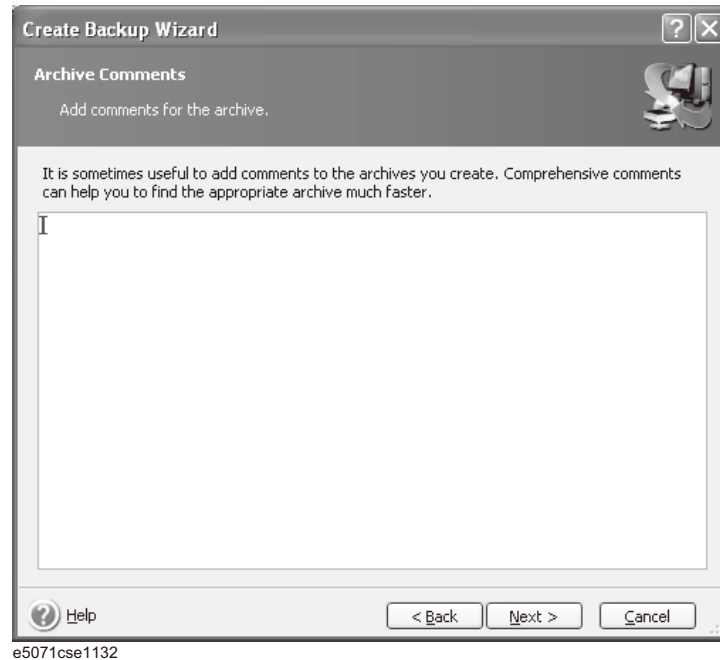 Create Backup Wizard
Archive Comments
Add comments for the archive.
It is sometimes useful to add comments to the archives you create. Comprehensive comments
can help you to find the appropriate archive much faster.
Help
< Back
Next >
Cancel
e5071cse1132